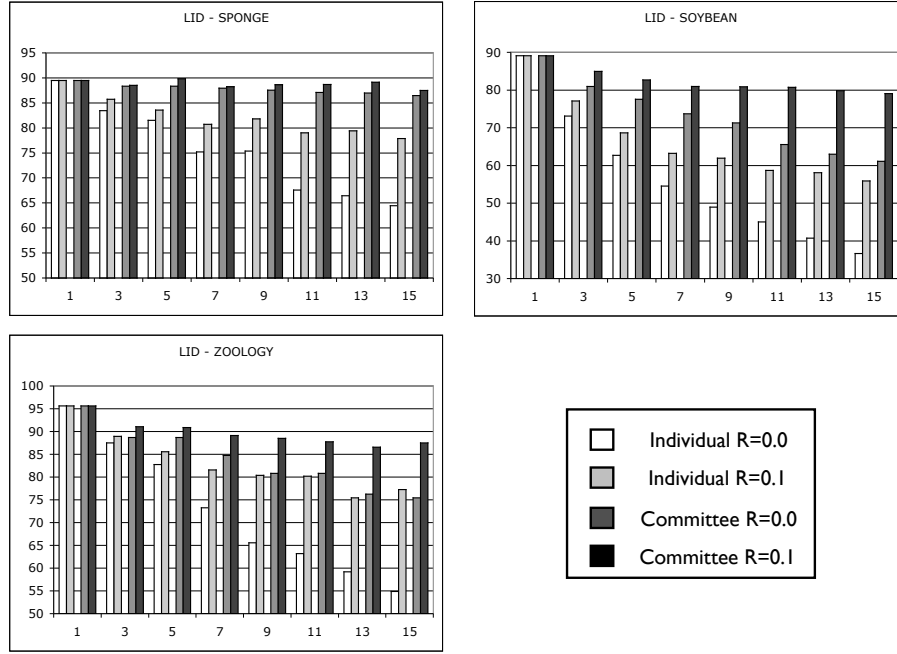 LID - SPONGE
95
90
85
80
75
70
65
60
55
50
1 3 5 7 9 11 13 15
LID - SOYBEAN
90
80
70
60
50
40
30
1 3 5 7 9 11 13 15
LID - ZOOLOGY
100
95
90
85
80
75
70
65
60
55
50
1 3 5 7 9 11 13 15
Individual R=0.0
Individual R=0.1
Committee R=0.0
Committee R=0.1